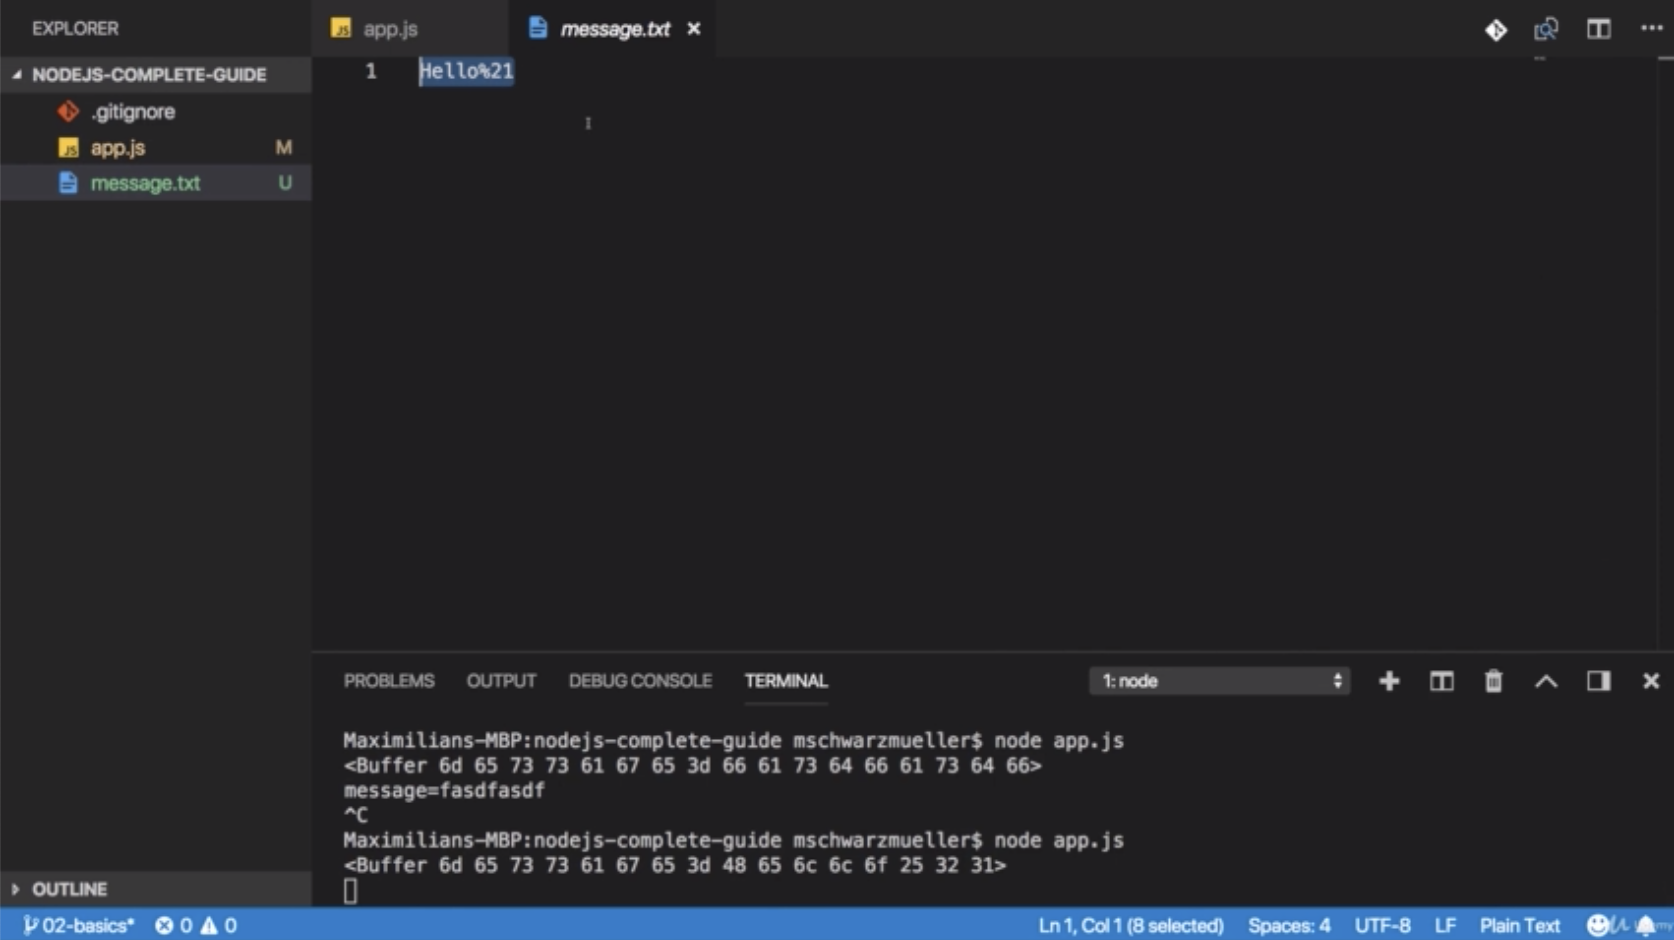 EXPLORER
NODEJS-COMPLETE-GUIDE
.gitignore
JS app.js M
message.txt U
OUTLINE
JS app.js
message.txt
1 Hello%21
PROBLEMS OUTPUT DEBUG CONSOLE TERMINAL 1: node
Maximilians-MBP:nodejs-complete-guide mschwarzmueller$ node app.js
<Buffer 6d 65 73 73 61 67 65 3d 66 61 73 64 66 61 73 64 66>
message=fasdfasdf
^C
Maximilians-MBP:nodejs-complete-guide mschwarzmueller$ node app.js
<Buffer 6d 65 73 73 61 67 65 3d 48 65 6c 6c 6f 25 32 31>
02-basics* 0 0 Ln 1, Col 1 (8 selected) Spaces: 4 UTF-8 LF Plain Text